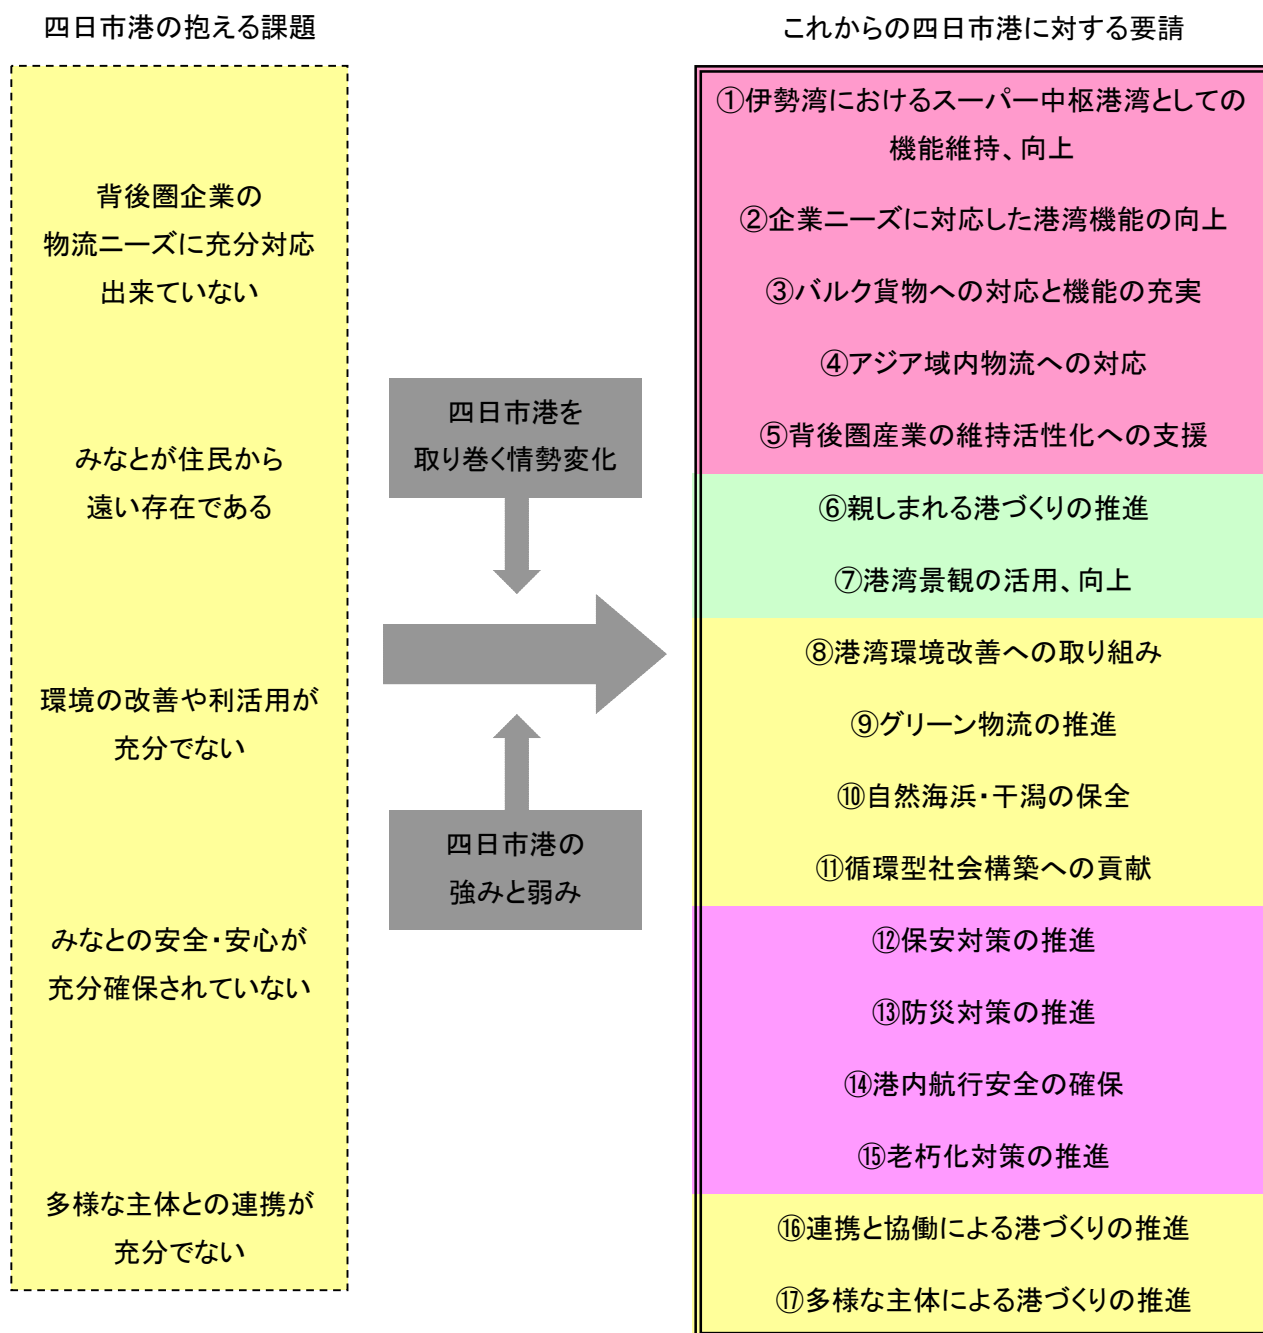 四日市港の抱える課題
背後圏企業の
物流ニーズに充分対応
出来ていない
みなとが住民から
遠い存在である
環境の改善や利活用が
充分でない
みなとの安全・安心が
充分確保されていない
多様な主体との連携が
充分でない
四日市港を
取り巻く情勢変化
四日市港の
強みと弱み
これからの四日市港に対する要請
①伊勢湾におけるスーパー中枢港湾としての
機能維持、向上
②企業ニーズに対応した港湾機能の向上
③バルク貨物への対応と機能の充実
④アジア域内物流への対応
⑤背後圏産業の維持活性化への支援
⑥親しまれる港づくりの推進
⑦港湾景観の活用、向上
⑧港湾環境改善への取り組み
⑨グリーン物流の推進
⑩自然海浜・干潟の保全
⑪循環型社会構築への貢献
⑫保安対策の推進
⑬防災対策の推進
⑭港内航行安全の確保
⑮老朽化対策の推進
⑯連携と協働による港づくりの推進
⑰多様な主体による港づくりの推進